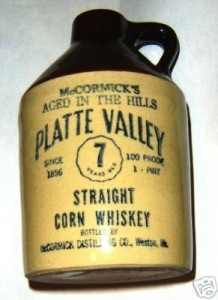 McCORMICK'S
AGED IN THE HILLS
PLATTE VALLEY
SINCE 1856
7
YEARS OLD
100 PROOF
1 - PINT
STRAIGHT
CORN WHISKEY
BOTTLED BY
McCORMICK DISTILLING CO., Weston, Mo.